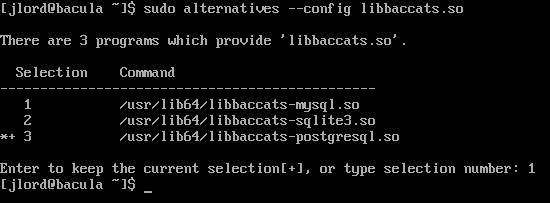 [jlord@bacula ~]$ sudo alternatives --config libbaccats.so
There are 3 programs which provide 'libbaccats.so'.
Selection Command
-----------------------------------------------
1 /usr/lib64/libbaccats-mysql.so
2 /usr/lib64/libbaccats-sqlite3.so
*+ 3 /usr/lib64/libbaccats-postgresql.so
Enter to keep the current selection[+], or type selection number: 1
[jlord@bacula ~]$ _